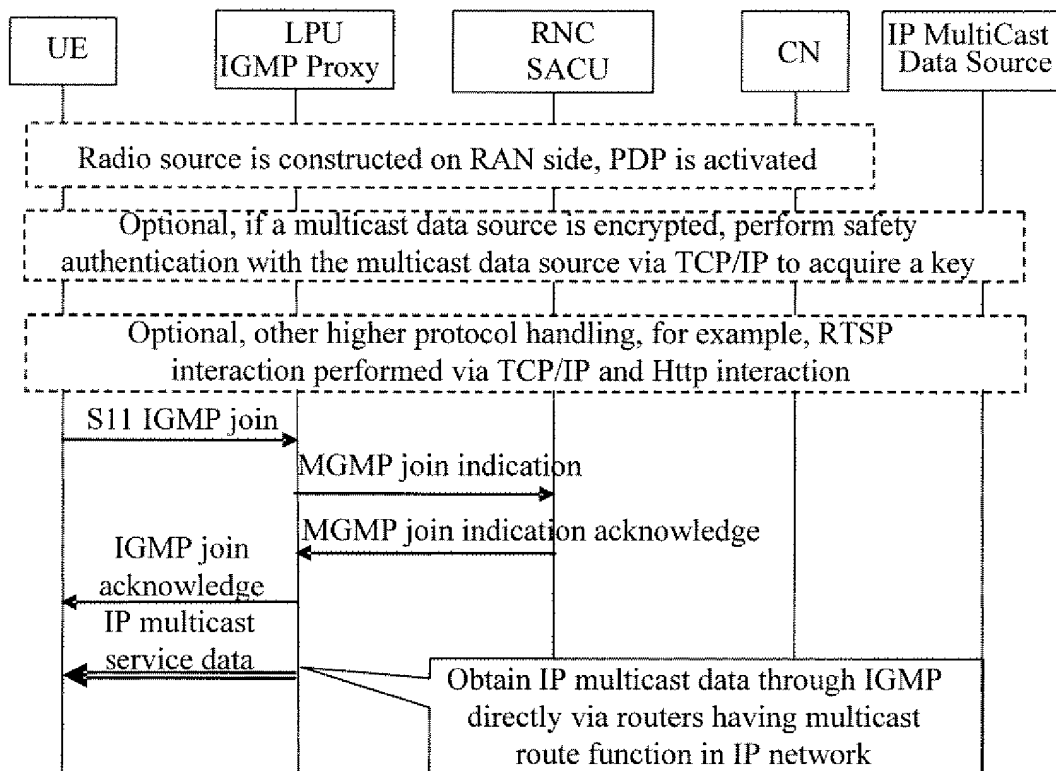 UE
LPU
IGMP Proxy
RNC
SACU
CN
IP MultiCast
Data Source
Radio source is constructed on RAN side, PDP is activated
Optional, if a multicast data source is encrypted, perform safety
authentication with the multicast data source via TCP/IP to acquire a key
Optional, other higher protocol handling, for example, RTSP
interaction performed via TCP/IP and Http interaction
S11 IGMP join
MGMP join indication
MGMP join indication acknowledge
IGMP join
acknowledge
IP multicast
service data
Obtain IP multicast data through IGMP
directly via routers having multicast
route function in IP network